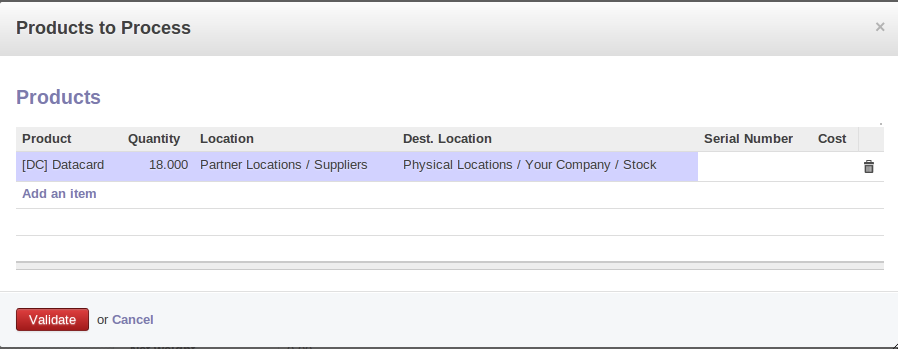 Products to Process
×
Products
Product Quantity Location Dest. Location Serial Number Cost
[DC] Datacard 18.000 Partner Locations / Suppliers Physical Locations / Your Company / Stock
Add an item
Validate or Cancel